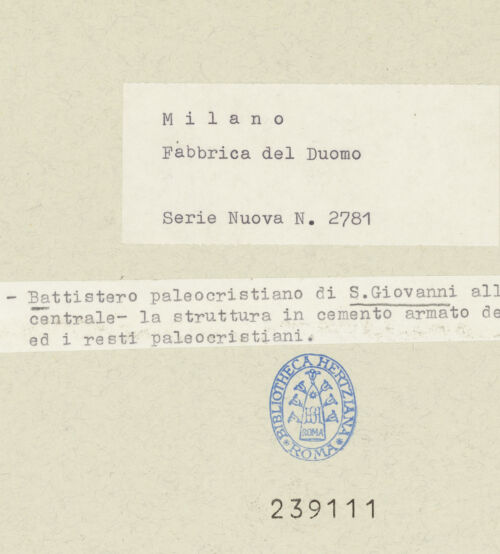 Milano
Fabbrica del Duomo
Serie Nuova N. 2781
- Battistero paleocristiano di S.Giovanni all
centrale- la struttura in cemento armato de
ed i resti paleocristiani.
BIBLIOTHECA HERTZIANA
ROMA
ROMA
239111